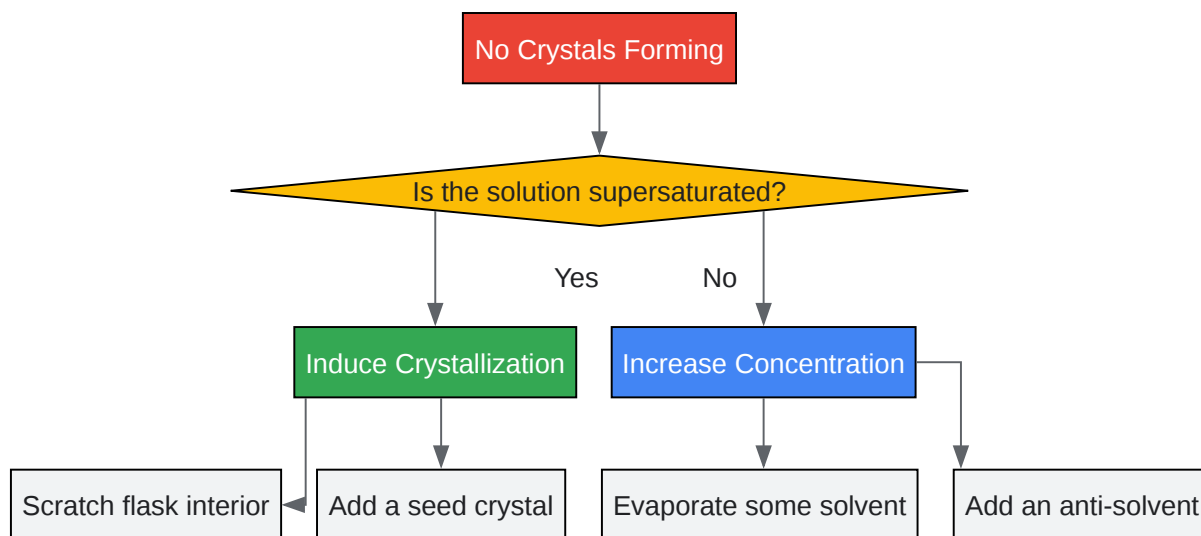 No Crystals Forming
Is the solution supersaturated?
Yes
No
Induce Crystallization
Increase Concentration
Scratch flask interior
Add a seed crystal
Evaporate some solvent
Add an anti-solvent